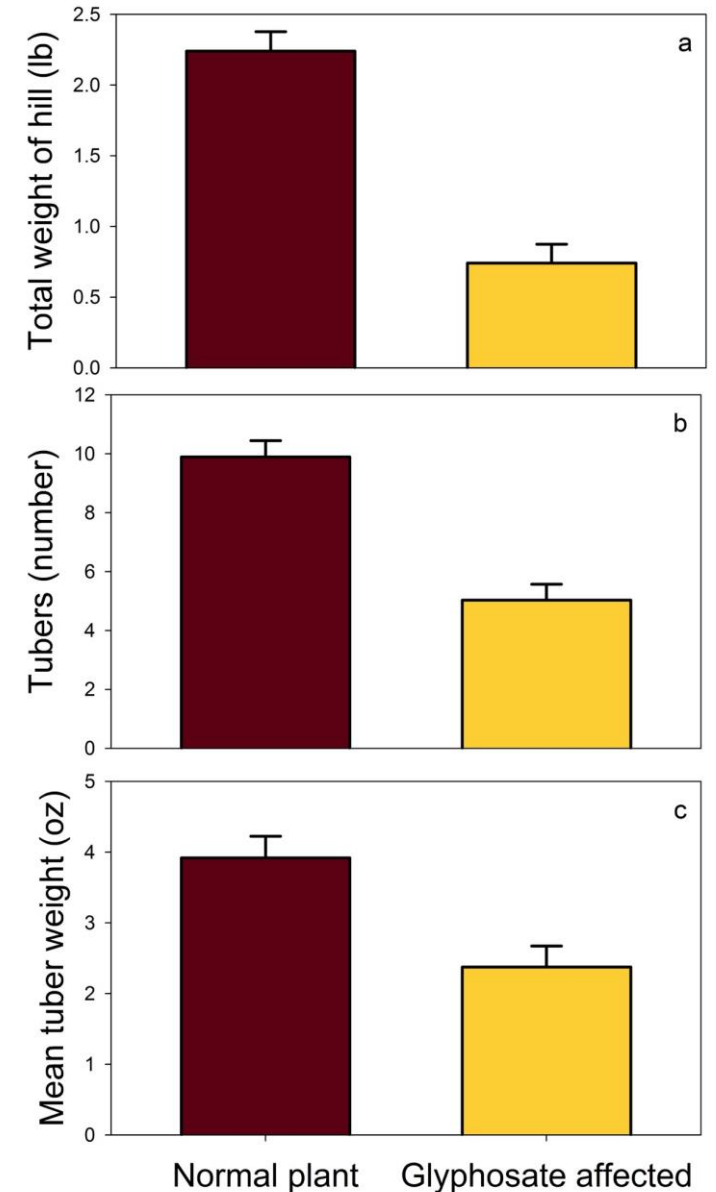 Total weight of hill (lb)
2.5
2.0
1.5
1.0
0.5
0.0
a
Tubers (number)
12
10
8
6
4
2
0
b
Mean tuber weight (oz)
5
4
3
2
1
0
c
Normal plant
Glyphosate affected